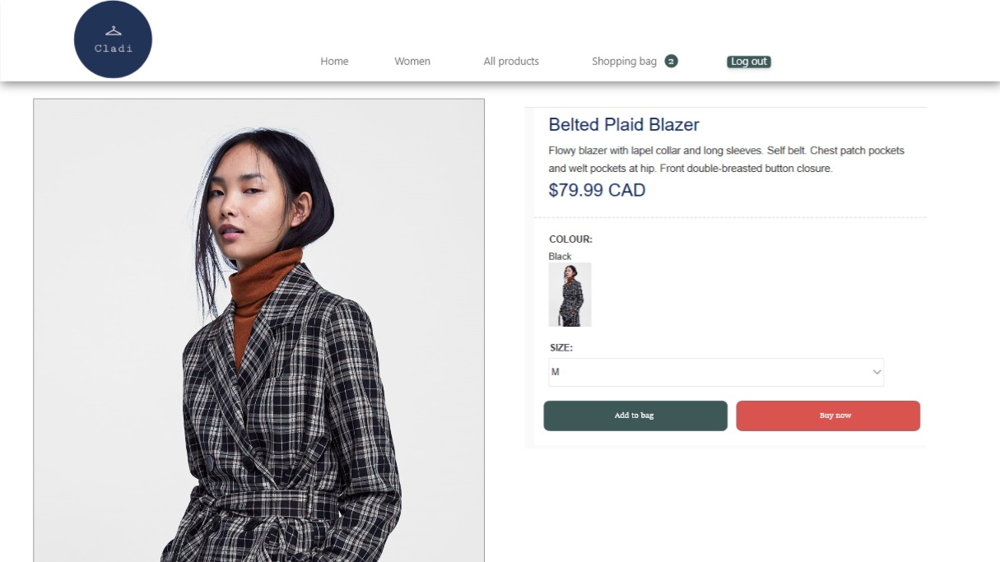 Cladi
Home Women All products Shopping bag 2 Log out
Belted Plaid Blazer
Flowy blazer with lapel collar and long sleeves. Self belt. Chest patch pockets
and welt pockets at hip. Front double-breasted button closure.
$79.99 CAD
COLOUR:
Black
SIZE:
M
Add to bag Buy now